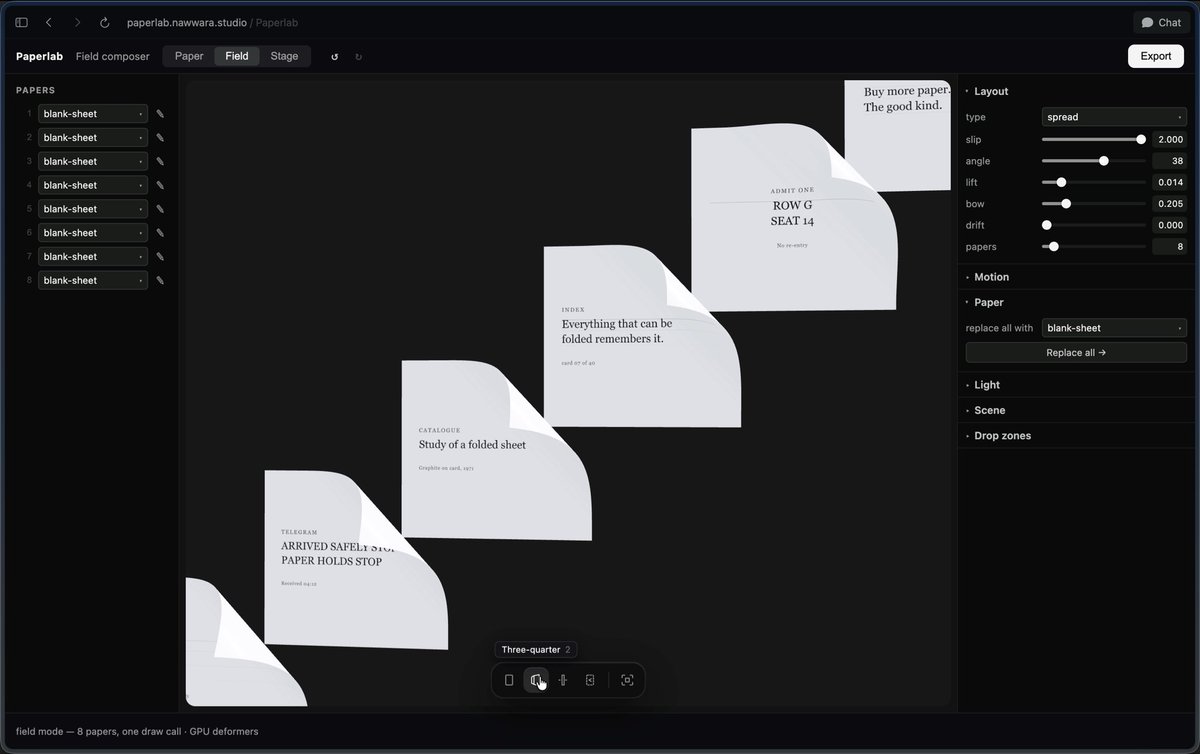 paperlab.nawwara.studio / Paperlab
Chat
Paperlab
Field composer
Paper
Field
Stage
Export
PAPERS
1 blank-sheet
2 blank-sheet
3 blank-sheet
4 blank-sheet
5 blank-sheet
6 blank-sheet
7 blank-sheet
8 blank-sheet
Buy more paper.
The good kind.
ADMIT ONE
ROW G
SEAT 14
No re-entry
INDEX
Everything that can be
folded remembers it.
card 07 of 40
CATALOGUE
Study of a folded sheet
Graphite on card, 1971
TELEGRAM
ARRIVED SAFELY STOP
PAPER HOLDS STOP
Received 04:12
Three-quarter 2
Layout
type spread
slip 2.000
angle 38
lift 0.014
bow 0.205
drift 0.000
papers 8
Motion
Paper
replace all with blank-sheet
Replace all →
Light
Scene
Drop zones
field mode — 8 papers, one draw call · GPU deformers